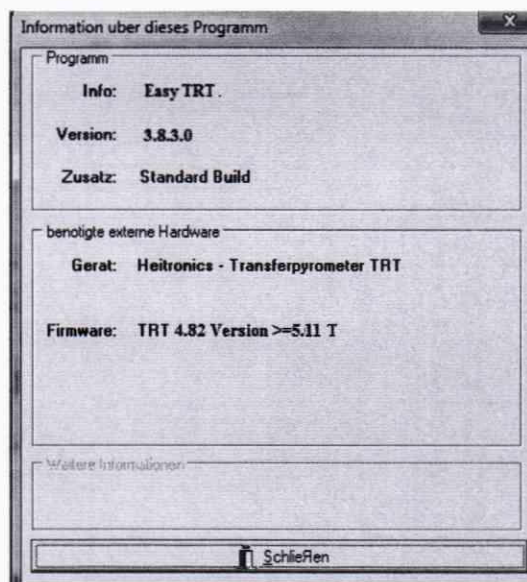 Information uber dieses Programm
Programm
Info: Easy TRT .
Version: 3.8.3.0
Zusatz: Standard Build
benotigte externe Hardware
Gerat: Heitronics - Transferpyrometer TRT
Firmware: TRT 4.82 Version >=5.11 T
Weitere Informationen
Schlieflen